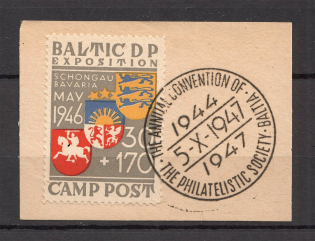 BALTIC D P
EXPOSITION
SCHONGAU
BAVARIA
MAY
1946
30
+ 170
CAMP POST
THE ANNUAL CONVENTION OF
1944
5-X-1947
1947
· THE PHILATELISTIC SOCIETY · BALTIA ·